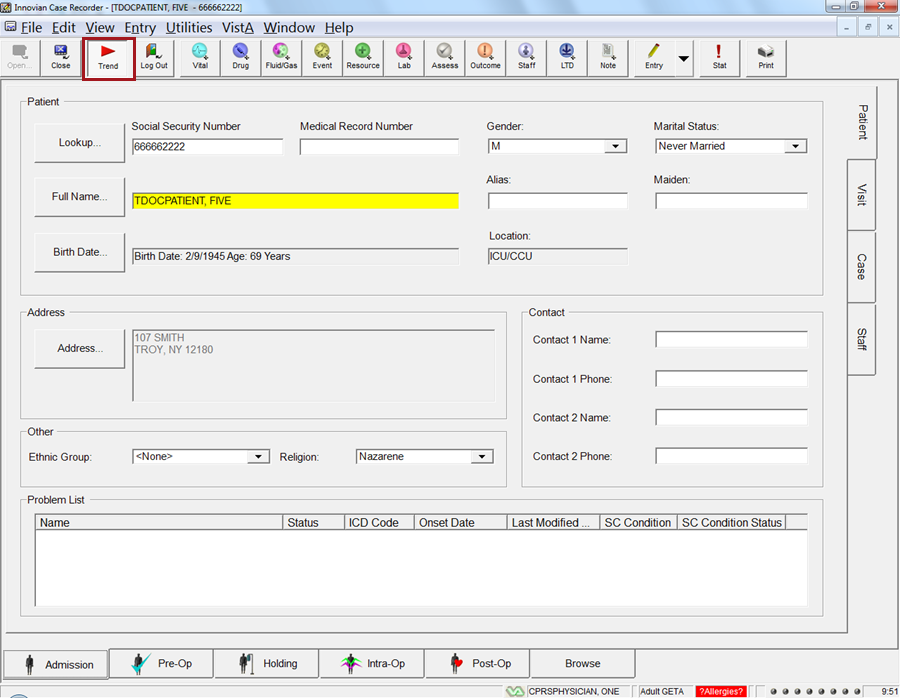 Innovian Case Recorder - [TDOCPATIENT, FIVE - 666662222]
File Edit View Entry Utilities VistA Window Help
Open... Close Trend Log Out Vital Drug Fluid/Gas Event Resource Lab Assess Outcome Staff LTD Note Entry Stat Print
Patient
Social Security Number Medical Record Number Gender: Marital Status:
Lookup... 666662222 M Never Married
Alias: Maiden:
Full Name... TDOCPATIENT, FIVE
Location:
Birth Date... Birth Date: 2/9/1945 Age: 69 Years ICU/CCU
Patient
Visit
Case
Staff
Address
Address... 107 SMITH
TROY, NY 12180
Contact
Contact 1 Name:
Contact 1 Phone:
Contact 2 Name:
Contact 2 Phone:
Other
Ethnic Group: <None> Religion: Nazarene
Problem List
Name Status ICD Code Onset Date Last Modified ... SC Condition SC Condition Status
Admission Pre-Op Holding Intra-Op Post-Op Browse
CPRSPHYSICIAN, ONE Adult GETA ?Allergies? 9:51